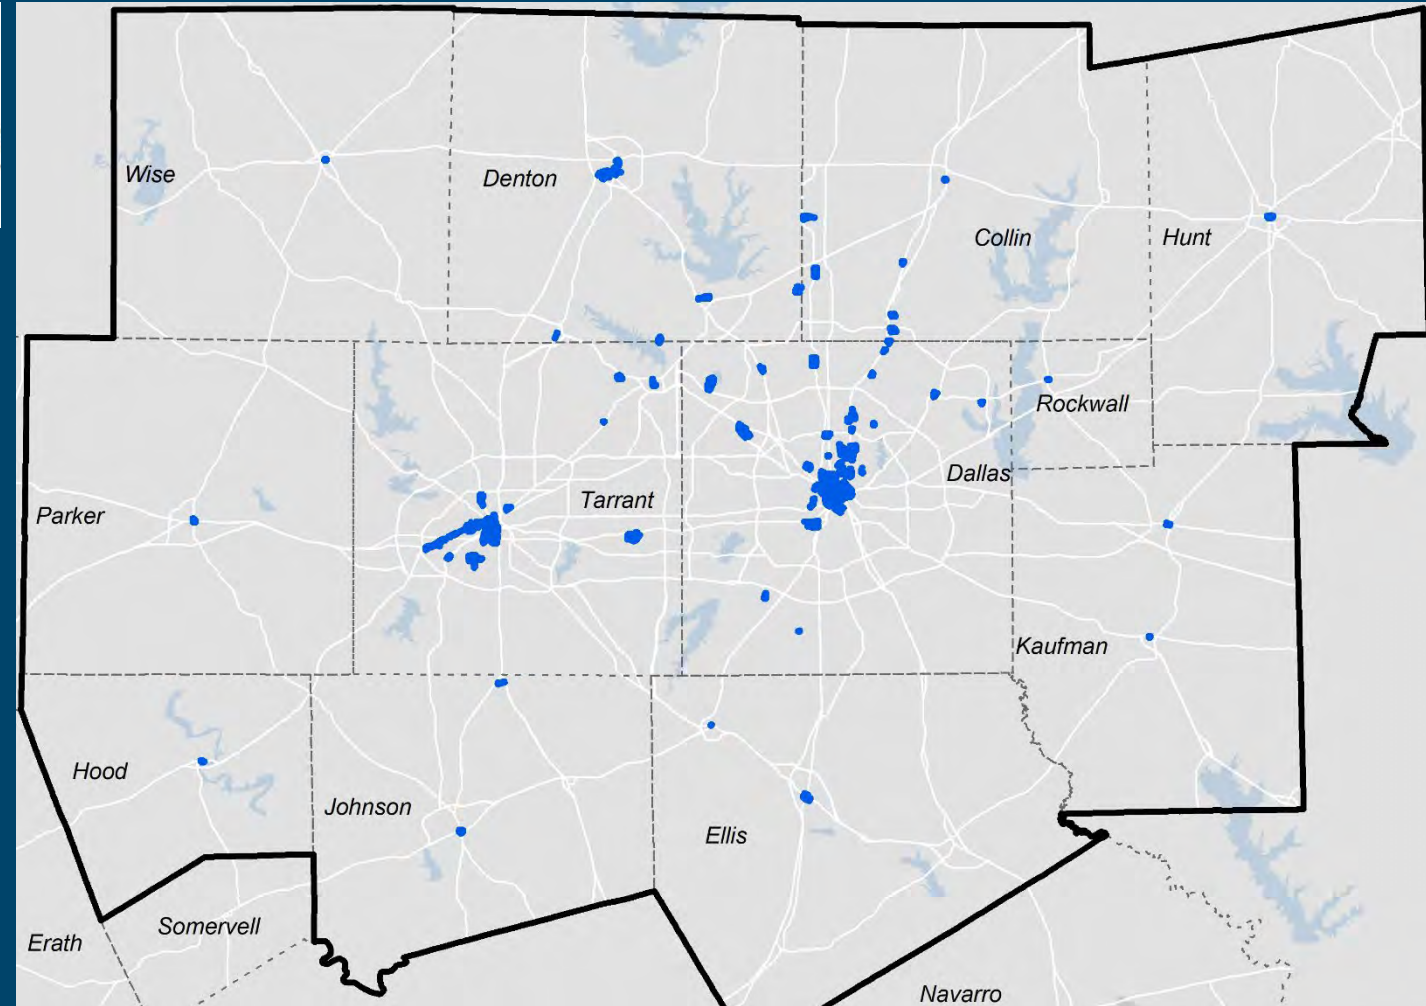 Wise
Denton
Collin
Hunt
Parker
Tarrant
Dallas
Rockwall
Kaufman
Hood
Johnson
Ellis
Erath
Somervell
Navarro